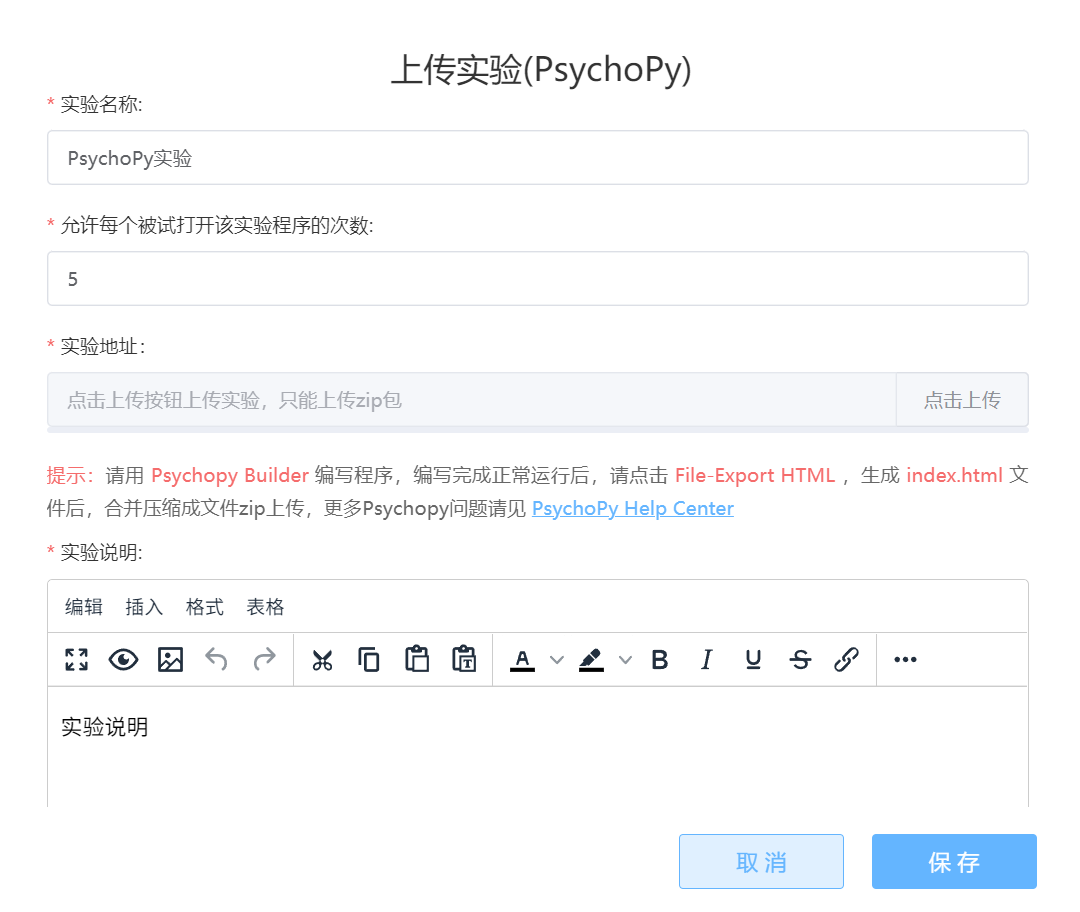 上传实验(PsychoPy)
* 实验名称:
PsychoPy实验
* 允许每个被试打开该实验程序的次数:
5
* 实验地址：
点击上传按钮上传实验，只能上传zip包 点击上传
提示：请用 Psychopy Builder 编写程序，编写完成正常运行后，请点击 File-Export HTML ，生成 index.html 文
件后，合并压缩成文件zip上传，更多Psychopy问题请见 PsychoPy Help Center
* 实验说明:
编辑 插入 格式 表格
A B I U S
实验说明
取 消 保 存